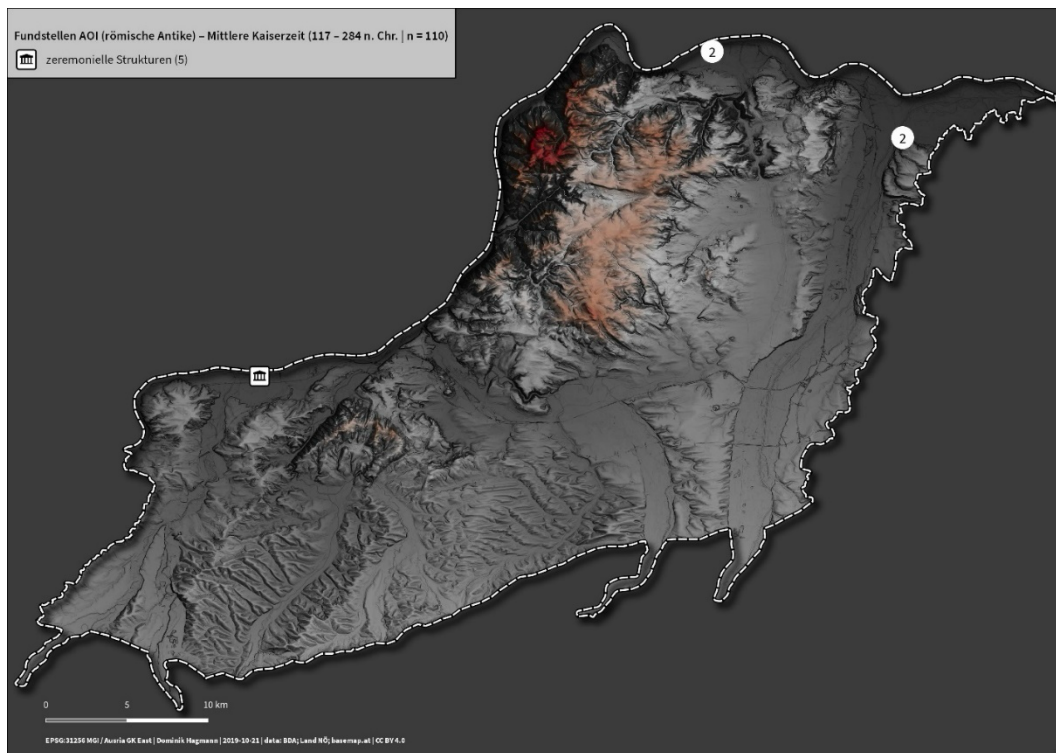 Fundstellen AOI (römische Antike) – Mittlere Kaiserzeit (117 – 284 n. Chr. | n = 110)
zeremonielle Strukturen (5)
2
2
0 5 10 km
EPSG:31256 MGI / Austria GK East | Dominik Hagmann | 2019-10-21 | data: BDA; Land NÖ; basemap.at | CC BY 4.0